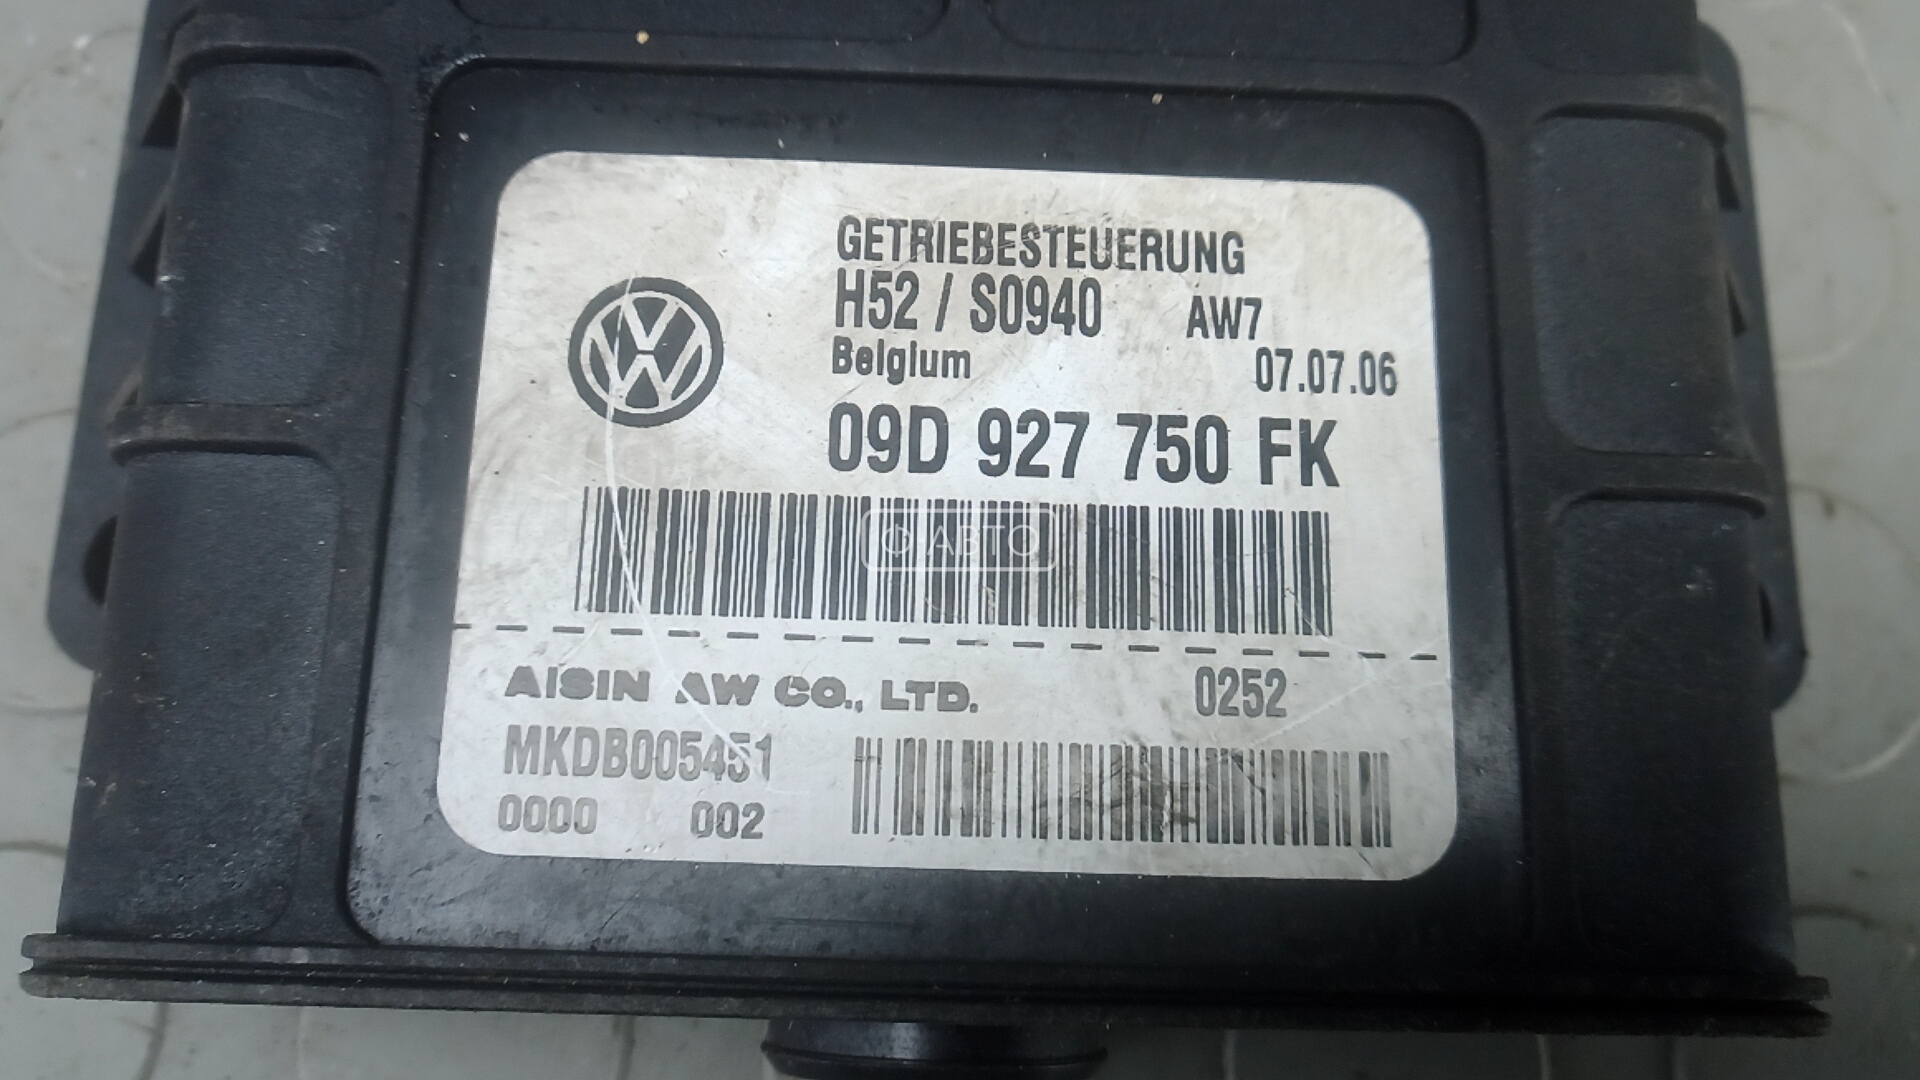 GETRIEBESTEUERUNG
H52 / S0940 AW7
Belgium 07.07.06
09D 927 750 FK
Ф АВТО
AISIN AW CO., LTD. 0252
MKDB005451
0000 002